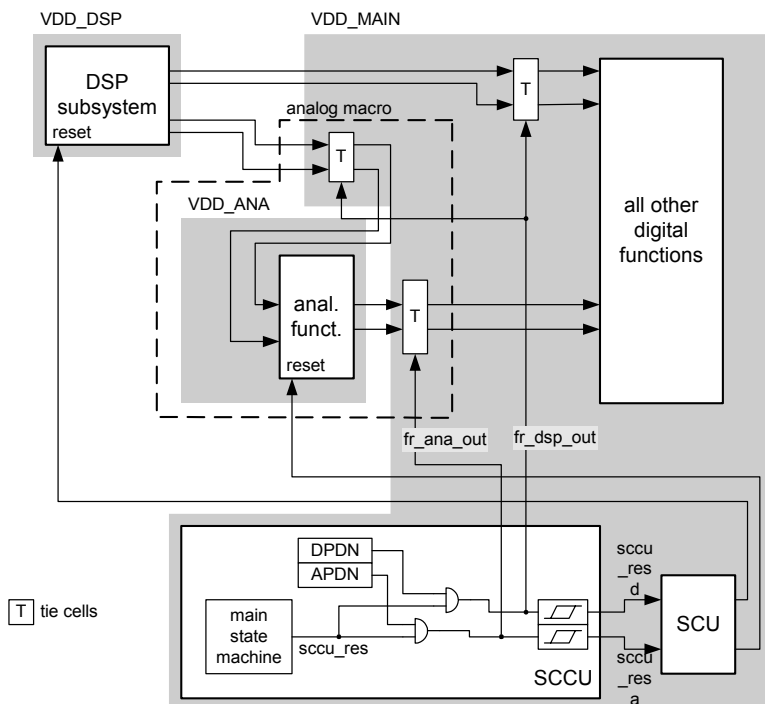 VDD_DSP
VDD_MAIN
DSP
subsystem
reset
T
analog macro
T
all other
digital
functions
VDD_ANA
anal.
funct.
reset
T
fr_ana_out
fr_dsp_out
DPDN
APDN
main
state
machine
sccu_res
SCCU
sccu
_res
d
SCU
sccu
_res
a
T tie cells